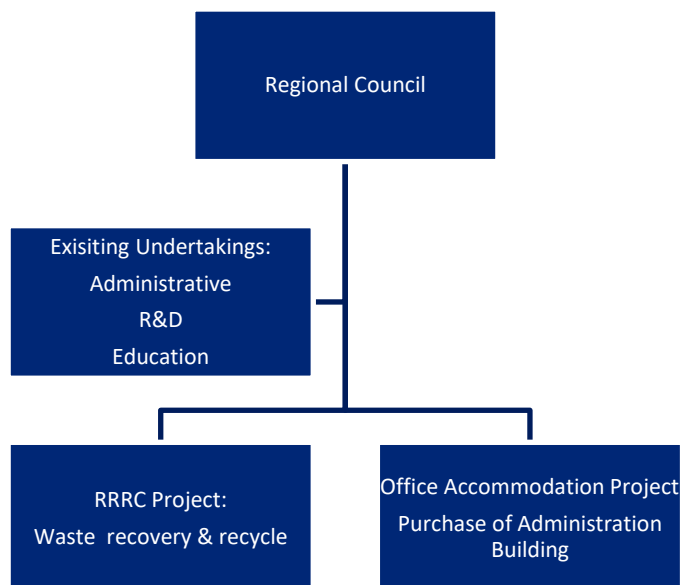 Regional Council
Exisiting Undertakings:
Administrative
R&D
Education
RRRC Project:
Waste recovery & recycle
Office Accommodation Project
Purchase of Administration
Building